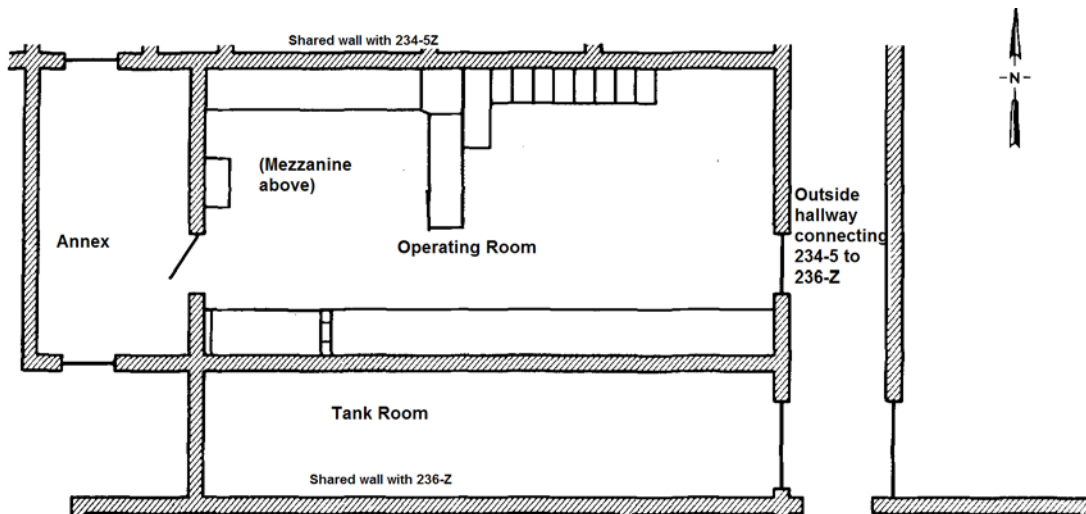 Shared wall with 234-5Z
-N-
(Mezzanine
above)
Outside
hallway
connecting
234-5 to
236-Z
Annex
Operating Room
Tank Room
Shared wall with 236-Z